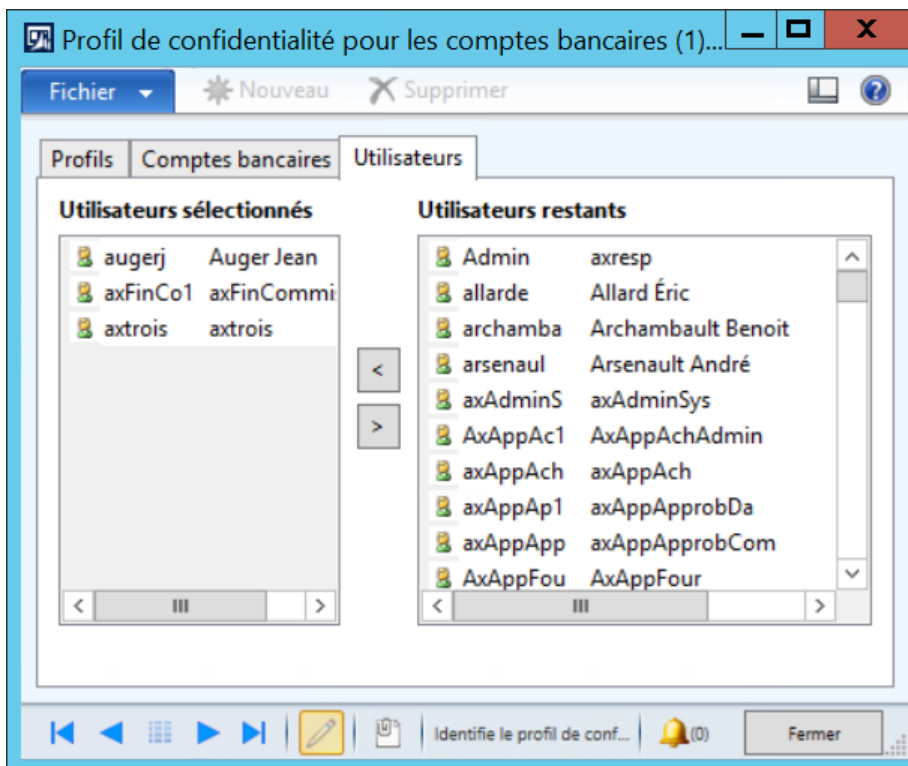 Profil de confidentialité pour les comptes bancaires (1)...
Fichier Nouveau Supprimer
Profils Comptes bancaires Utilisateurs
Utilisateurs sélectionnés Utilisateurs restants
augerj Auger Jean
axFinCo1 axFinCommi
axtrois axtrois
<
>
Admin axresp
allarde Allard Éric
archamba Archambault Benoit
arsenaul Arsenault André
axAdminS axAdminSys
AxAppAc1 AxAppAchAdmin
axAppAch axAppAch
axAppAp1 axAppApprobDa
axAppApp axAppApprobCom
AxAppFou AxAppFour
Identifie le profil de conf... (0) Fermer